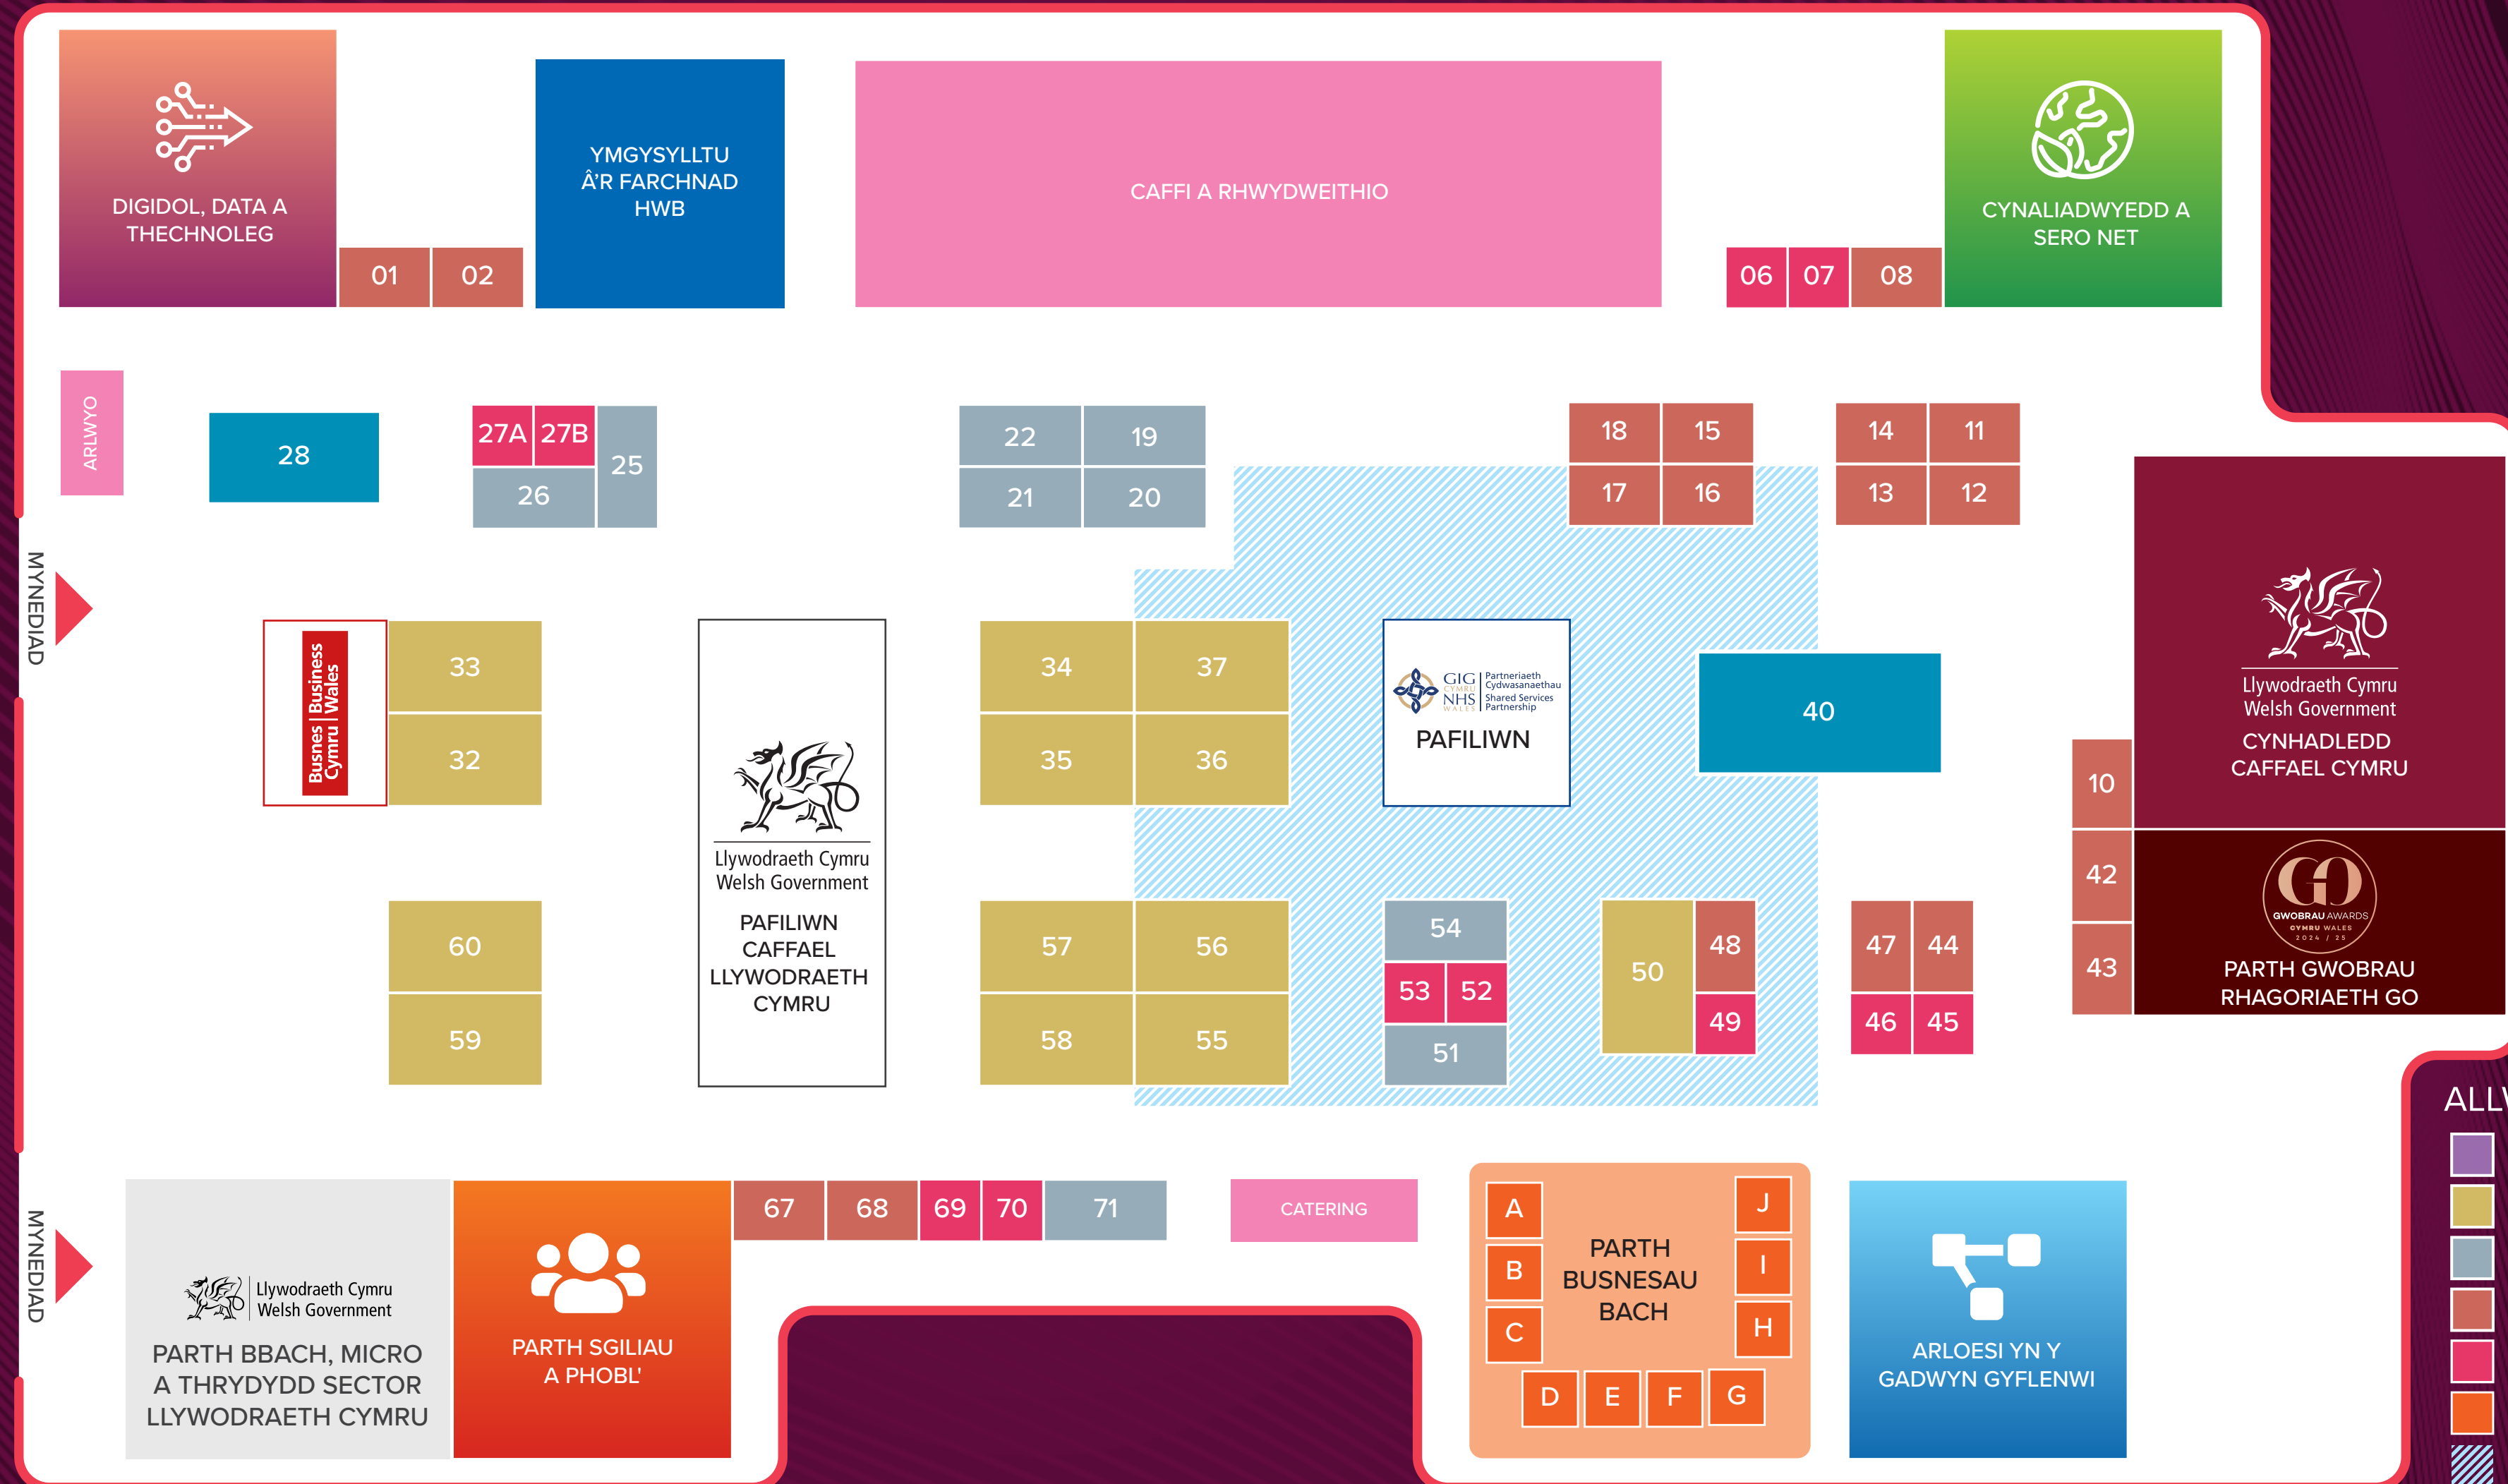 DIGIDOL, DATA A
THECHNOLEG
01
02
YMGYSYLLTU
Â'R FARCHNAD
HWB
CAFFI A RHWYDWEITHIO
06
07
08
CYNALIADWYEDD A
SERO NET
ARLWYO
28
27A
27B
25
26
22
19
21
20
18
15
17
16
14
11
13
12
MYNEDIAD
Busnes Cymru | Business Wales
33
32
34
37
35
36
GIG
CYMRU
NHS
WALES
Partneriaeth
Cydwasanaethau
Shared Services
Partnership
PAFILIWN
40
Llywodraeth Cymru
Welsh Government
CYNHADLEDD
CAFFAEL CYMRU
10
42
43
GO
GWOBRAU AWARDS
CYMRU WALES
2024 / 25
PARTH GWOBRAU
RHAGORIAETH GO
Llywodraeth Cymru
Welsh Government
PAFILIWN
CAFFAEL
LLYWODRAETH
CYMRU
60
59
57
56
58
55
54
53
52
51
50
48
49
47
44
46
45
MYNEDIAD
Llywodraeth Cymru
Welsh Government
PARTH BBACH, MICRO
A THRYDYDD SECTOR
LLYWODRAETH CYMRU
PARTH SGILIAU
A PHOBL'
67
68
69
70
71
CATERING
A
B
C
D
E
F
G
H
I
J
PARTH
BUSNESAU
BACH
ARLOESI YN Y
GADWYN GYFLENWI